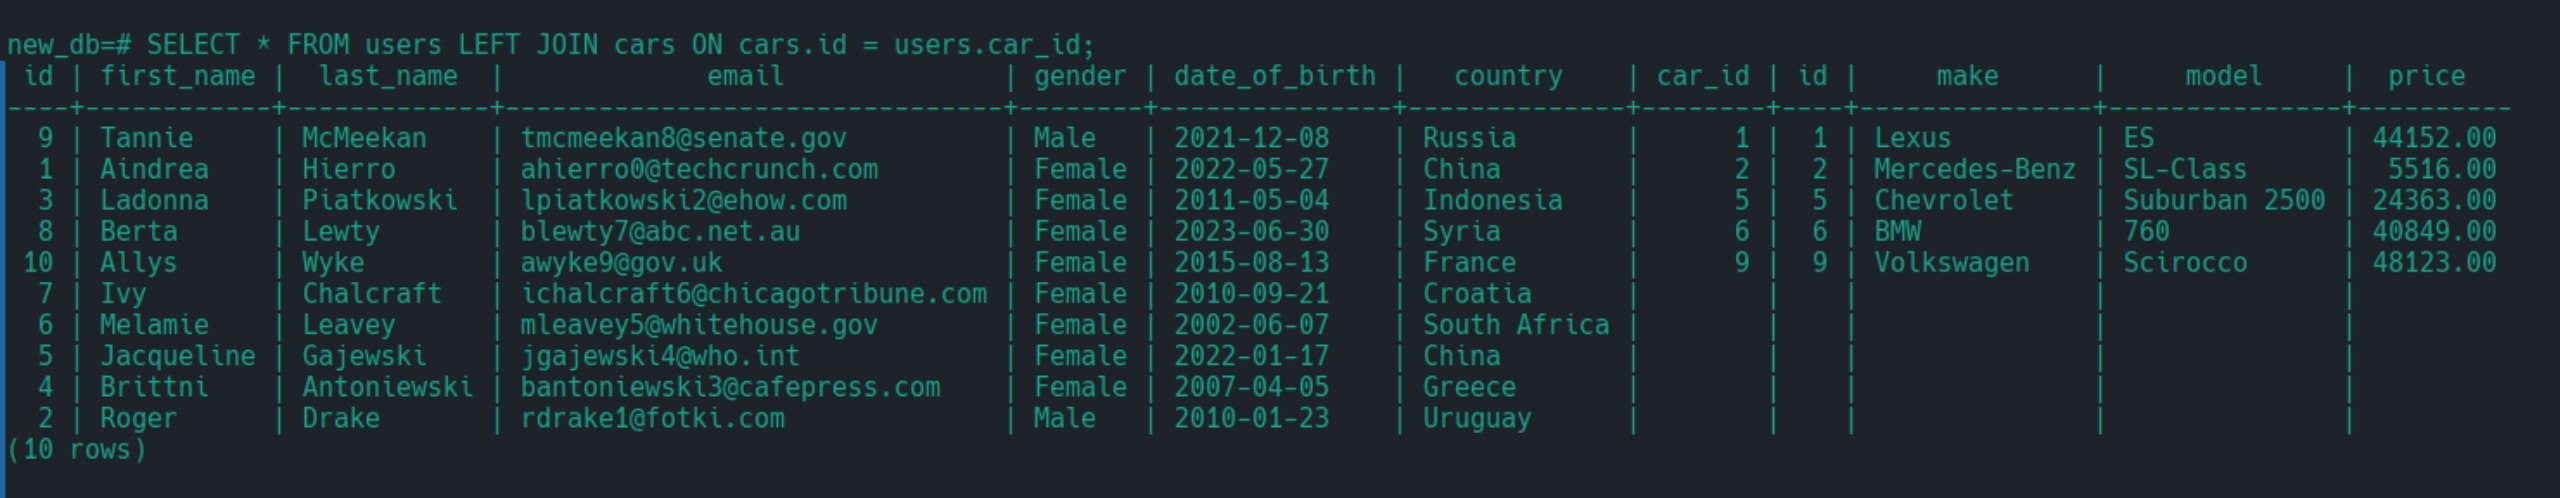 new_db=# SELECT * FROM users LEFT JOIN cars ON cars.id = users.car_id;
 id | first_name |  last_name  |             email              | gender | date_of_birth |   country    | car_id | id |     make      |     model     |  price
----+------------+-------------+--------------------------------+--------+---------------+--------------+--------+----+---------------+---------------+----------
  9 | Tannie     | McMeekan    | tmcmeekan8@senate.gov          | Male   | 2021-12-08    | Russia       |      1 |  1 | Lexus         | ES            | 44152.00
  1 | Aindrea    | Hierro      | ahierro0@techcrunch.com        | Female | 2022-05-27    | China        |      2 |  2 | Mercedes-Benz | SL-Class      |  5516.00
  3 | Ladonna    | Piatkowski  | lpiatkowski2@ehow.com          | Female | 2011-05-04    | Indonesia    |      5 |  5 | Chevrolet     | Suburban 2500 | 24363.00
  8 | Berta      | Lewty       | blewty7@abc.net.au             | Female | 2023-06-30    | Syria        |      6 |  6 | BMW           | 760           | 40849.00
 10 | Allys      | Wyke        | awyke9@gov.uk                  | Female | 2015-08-13    | France       |      9 |  9 | Volkswagen    | Scirocco      | 48123.00
  7 | Ivy        | Chalcraft   | ichalcraft6@chicagotribune.com | Female | 2010-09-21    | Croatia      |        |    |               |               |
  6 | Melamie    | Leavey      | mleavey5@whitehouse.gov        | Female | 2002-06-07    | South Africa |        |    |               |               |
  5 | Jacqueline | Gajewski    | jgajewski4@who.int             | Female | 2022-01-17    | China        |        |    |               |               |
  4 | Brittni    | Antoniewski | bantoniewski3@cafepress.com    | Female | 2007-04-05    | Greece       |        |    |               |               |
  2 | Roger      | Drake       | rdrake1@fotki.com              | Male   | 2010-01-23    | Uruguay      |        |    |               |               |
(10 rows)